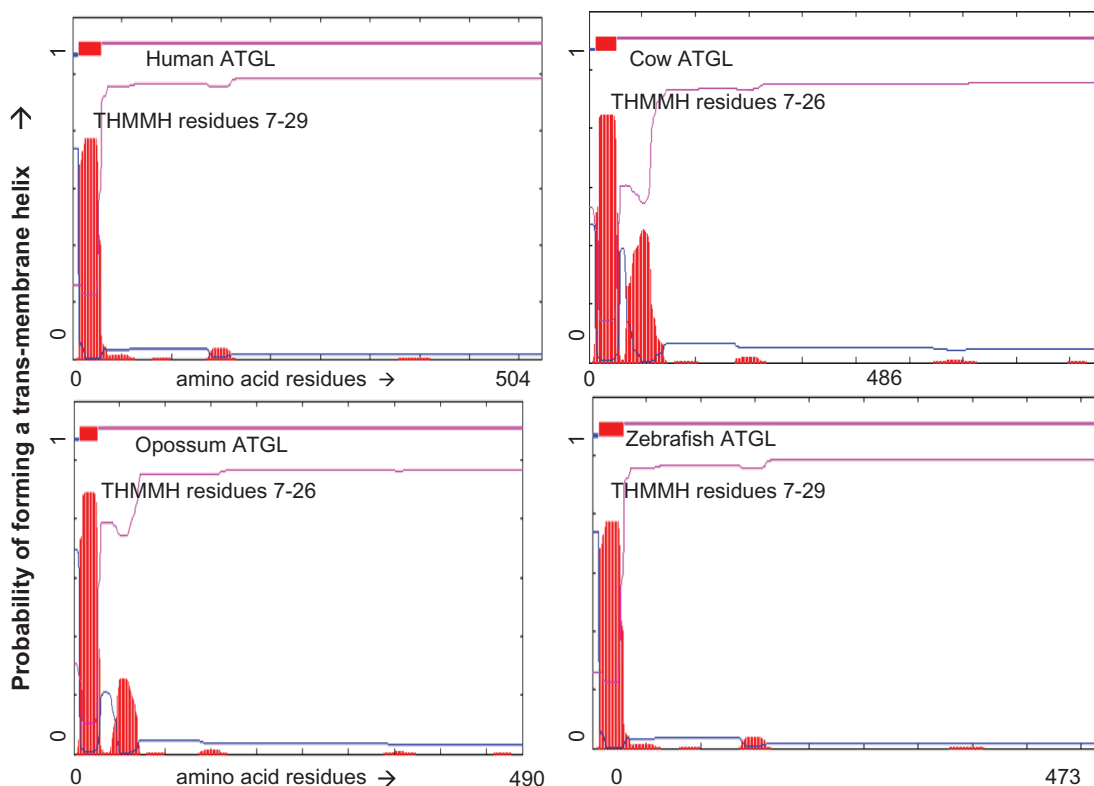 Probability of forming a trans-membrane helix →
1
Human ATGL
THMMH residues 7-29
0
0
amino acid residues →
504
1
Cow ATGL
THMMH residues 7-26
0
0
486
1
Opossum ATGL
THMMH residues 7-26
0
0
amino acid residues →
490
1
Zebrafish ATGL
THMMH residues 7-29
0
0
473